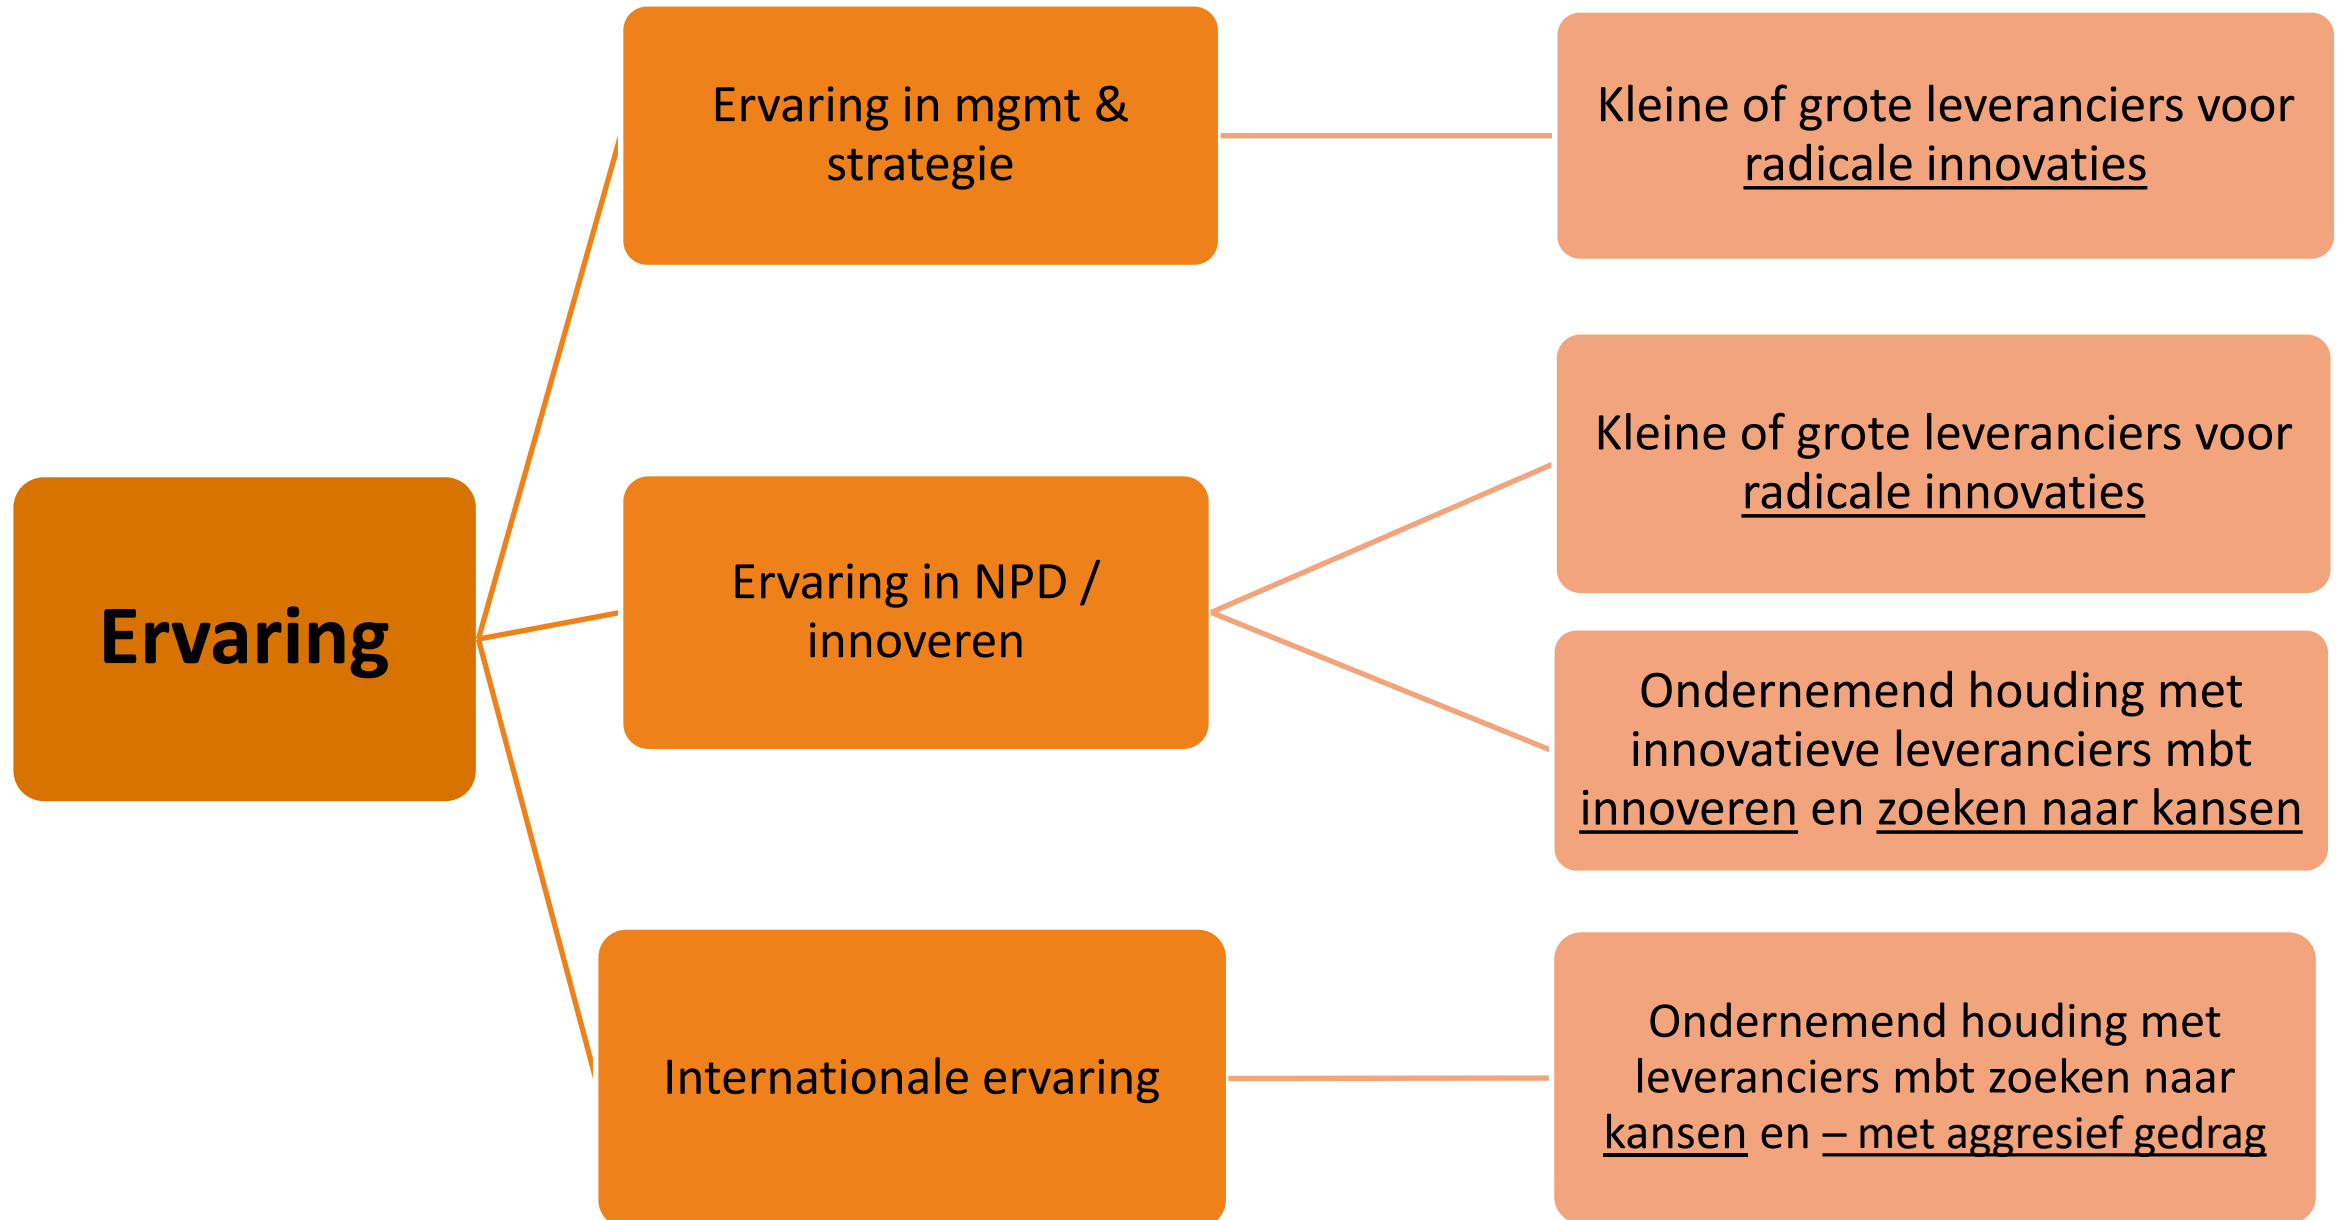 Ervaring
Ervaring in mgmt &
strategie
Kleine of grote leveranciers voor
radicale innovaties
Ervaring in NPD /
innoveren
Kleine of grote leveranciers voor
radicale innovaties
Ondernemend houding met
innovatieve leveranciers mbt
innoveren en zoeken naar kansen
Internationale ervaring
Ondernemend houding met
leveranciers mbt zoeken naar
kansen en – met aggresief gedrag